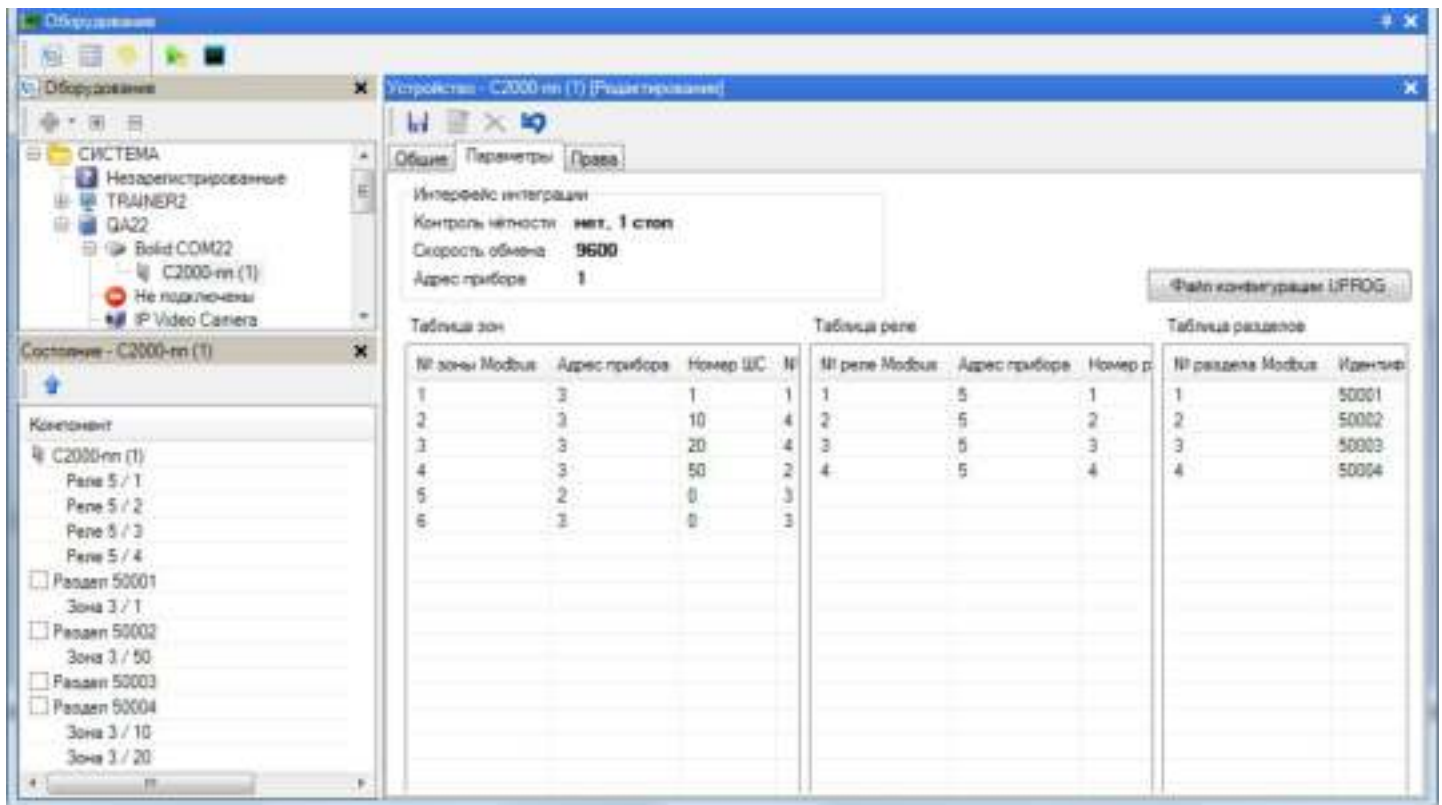 Оборудование
Оборудование
СИСТЕМА
Незарегистрированные
TRAINER2
QA22
Bolid COM22
С2000-пп (1)
Не подключены
IP Video Camera
Состояние - С2000-пп (1)
Компонент
С2000-пп (1)
Реле 5 / 1
Реле 5 / 2
Реле 5 / 3
Реле 5 / 4
Раздел 50001
Зона 3 / 1
Раздел 50002
Зона 3 / 50
Раздел 50003
Раздел 50004
Зона 3 / 10
Зона 3 / 20
Устройство - С2000-пп (1) [Редактирование]
Общие Параметры Права
Интерфейс интеграции
Контроль чётности нет, 1 стоп
Скорость обмена 9600
Адрес прибора 1
Файл конфигурации UPROG
Таблица зон
№ зоны Modbus Адрес прибора Номер ШС №
1 3 1 1
2 3 10 4
3 3 20 4
4 3 50 2
5 2 0 3
6 3 0 3
Таблица реле
№ реле Modbus Адрес прибора Номер р
1 5 1
2 5 2
3 5 3
4 5 4
Таблица разделов
№ раздела Modbus Идентиф
1 50001
2 50002
3 50003
4 50004